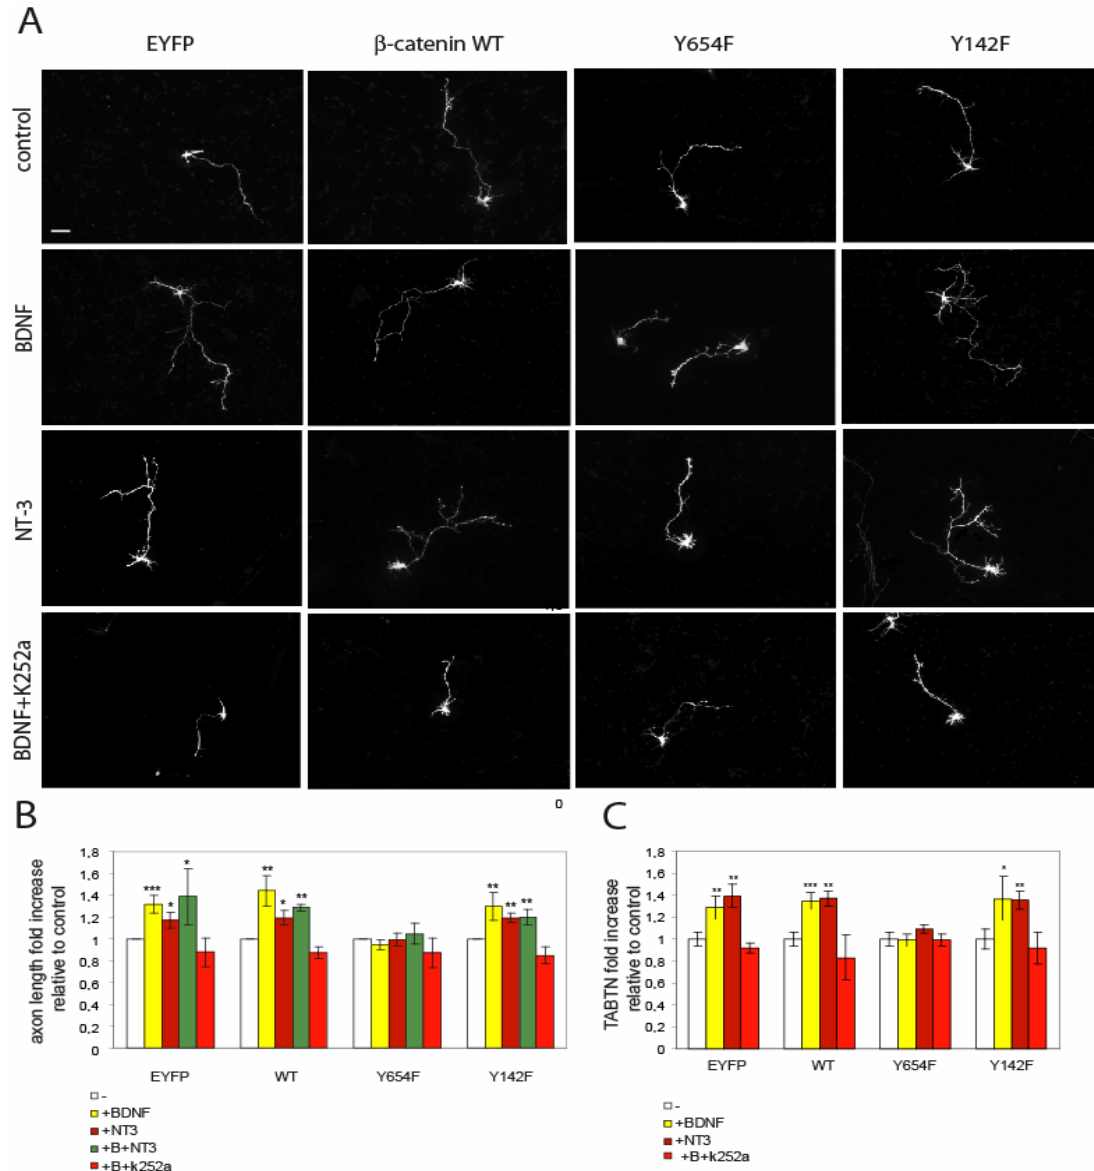 A
EYFP
β-catenin WT
Y654F
Y142F
control
BDNF
NT-3
BDNF+K252a
0
B
axon length fold increase
relative to control
1,8
1,6
1,4
1,2
1
0,8
0,6
0,4
0,2
0
***
*
*
**
*
**
**
**
**
EYFP
WT
Y654F
Y142F
-
+BDNF
+NT3
+B+NT3
+B+k252a
C
TABTN fold increase
relative to control
1,8
1,6
1,4
1,2
1
0,8
0,6
0,4
0,2
0
**
**
***
**
*
**
EYFP
WT
Y654F
Y142F
-
+BDNF
+NT3
+B+k252a